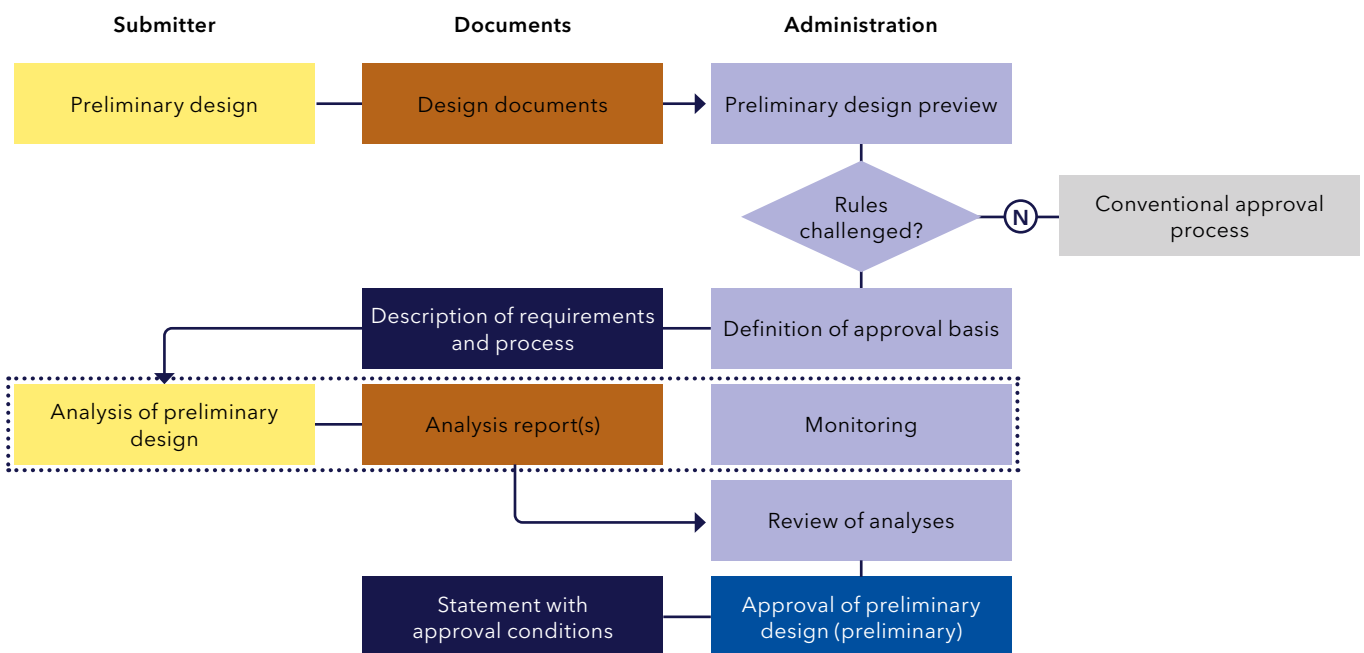 Submitter
Documents
Administration
Preliminary design
Design documents
Preliminary design preview
Rules
challenged?
N
Conventional approval
process
Description of requirements
and process
Definition of approval basis
Analysis of preliminary
design
Analysis report(s)
Monitoring
Review of analyses
Statement with
approval conditions
Approval of preliminary
design (preliminary)